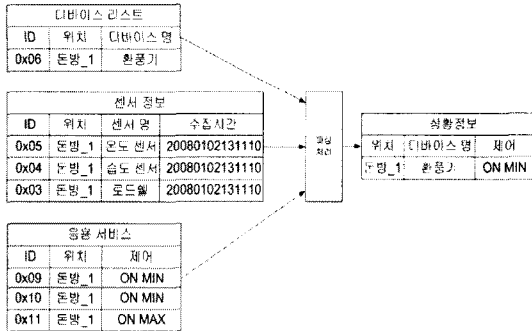 디바이스 리스트
ID 위치 디바이스 명
0x06 돈방_1 환풍기
센서 정보
ID 위치 센서 명 수집시간
0x05 돈방_1 온도 센서 20080102131110
0x04 돈방_1 습도 센서 20080102131110
0x03 돈방_1 로드쉘 20080102131110
처리
상황정보
위치 디바이스 명 제어
돈방_1 환풍기 ON MIN
응용 서비스
ID 위치 제어
0x09 돈방_1 ON MIN
0x10 돈방_1 ON MIN
0x11 돈방_1 ON MAX